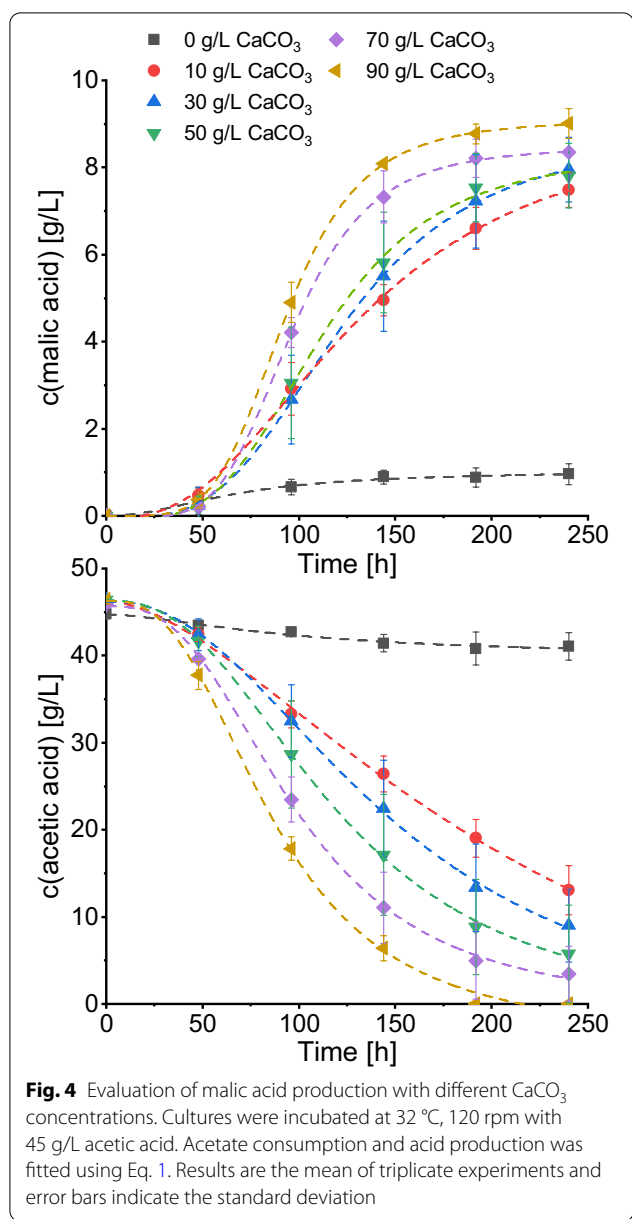 0 g/L CaCO₃ 70 g/L CaCO₃
10 g/L CaCO₃ 90 g/L CaCO₃
30 g/L CaCO₃
50 g/L CaCO₃
10
8
6
4
2
0
c(malic acid) [g/L]
0 50 100 150 200 250
Time [h]
50
40
30
20
10
0
c(acetic acid) [g/L]
0 50 100 150 200 250
Time [h]
Fig. 4 Evaluation of malic acid production with different CaCO₃
concentrations. Cultures were incubated at 32 °C, 120 rpm with
45 g/L acetic acid. Acetate consumption and acid production was
fitted using Eq. 1. Results are the mean of triplicate experiments and
error bars indicate the standard deviation